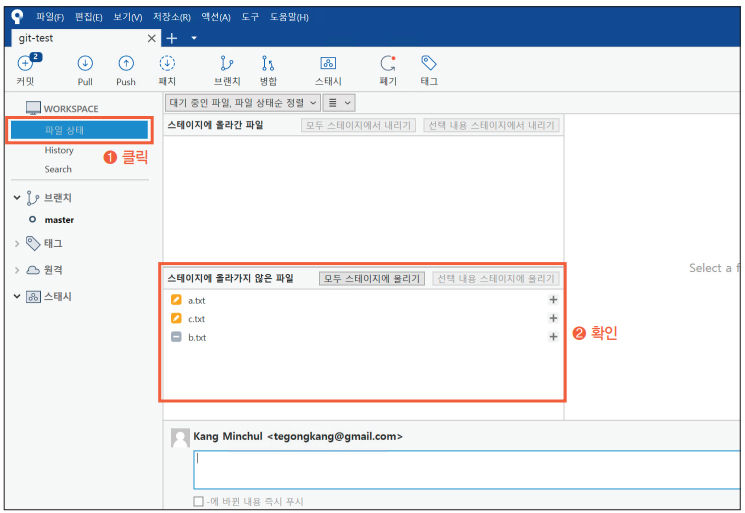 파일(F) 편집(E) 보기(V) 저장소(R) 액션(A) 도구 도움말(H)
git-test
2
커밋 Pull Push 패치 브랜치 병합 스태시 폐기 태그
WORKSPACE
파일 상태
History
Search
❶ 클릭
브랜치
master
태그
원격
스태시
대기 중인 파일, 파일 상태순 정렬
스테이지에 올라간 파일 모두 스테이지에서 내리기 선택 내용 스테이지에서 내리기
스테이지에 올라가지 않은 파일 모두 스테이지에 올리기 선택 내용 스테이지에 올리기
a.txt
c.txt
b.txt
❷ 확인
Select a f
Kang Minchul <tegongkang@gmail.com>
-에 바뀐 내용 즉시 푸시